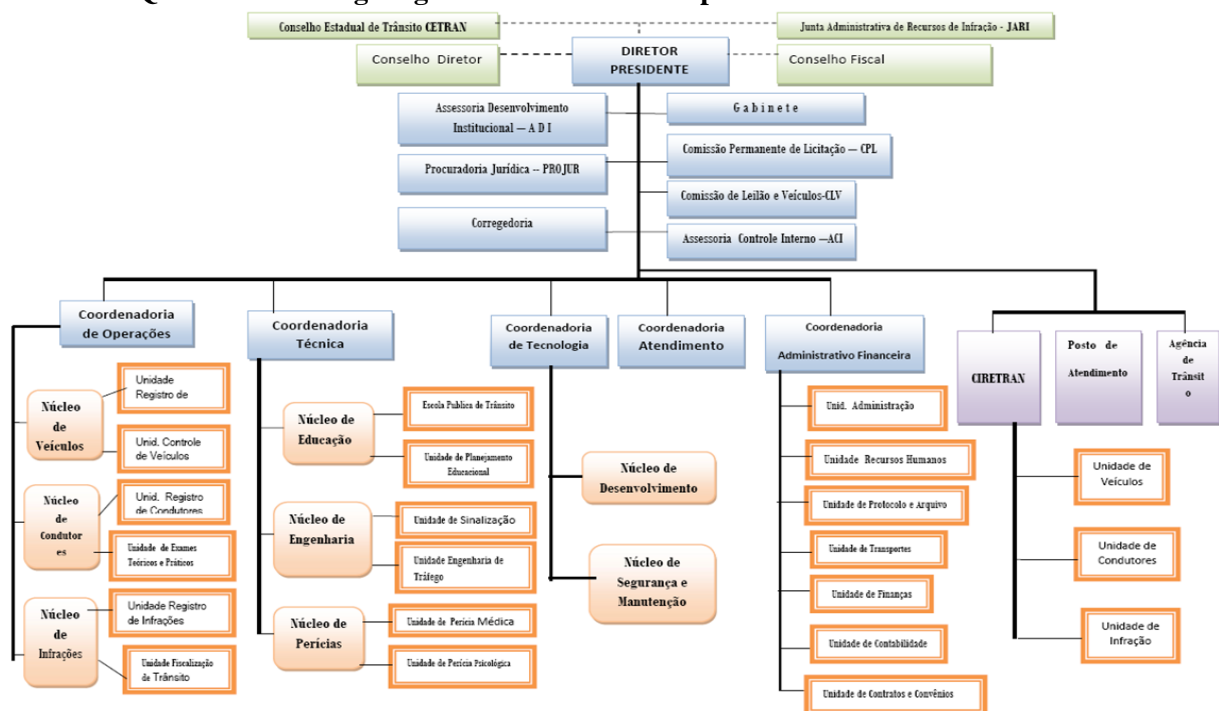 Conselho Estadual de Trânsito CETRAN
Junta Administrativa de Recursos de Infração - JARI
Conselho Diretor
DIRETOR
PRESIDENTE
Conselho Fiscal
Assessoria Desenvolvimento
Institucional – A D I
G a b i n e t e
Procuradoria Jurídica – PROJUR
Comissão Permanente de Licitação – CPL
Comissão de Leilão e Veículos-CLV
Corregedoria
Assessoria Controle Interno –ACI
Coordenadoria
de Operações
Coordenadoria
Técnica
Coordenadoria
de Tecnologia
Coordenadoria
Atendimento
Coordenadoria
Administrativo Financeira
CIRETRAN
Posto de
Atendimento
Agência
de
Trânsit
o
Núcleo
de
Veículos
Unidade
Registro de
Unid. Controle
de Veículos
Núcleo
de
Condutor
es
Unid. Registro
de Condutores
Unidade de Exames
Teóricos e Práticos
Núcleo
de
Infrações
Unidade Registro
de Infrações
Unidade Fiscalização
de Trânsito
Núcleo de
Educação
Escola Publica de Trânsito
Unidade de Planejamento
Educacional
Núcleo de
Engenharia
Unidade de Sinalização
Unidade Engenharia de
Tráfego
Núcleo de
Perícias
Unidade de Perícia Médica
Unidade de Perícia Psicológica
Núcleo de
Desenvolvimento
Núcleo de
Segurança e
Manutenção
Unid. Administração
Unidade Recursos Humanos
Unidade de Protocolo e Arquivo
Unidade de Transportes
Unidade de Finanças
Unidade de Contabilidade
Unidade de Contratos e Convênios
Unidade de
Veículos
Unidade de
Condutores
Unidade de
Infração